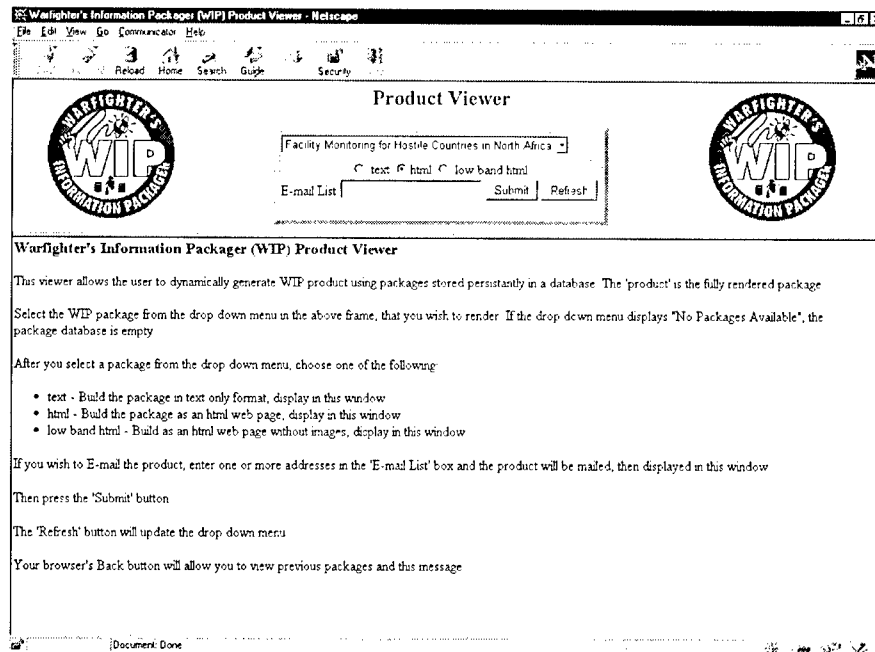 Warfighter's Information Packager (WIP) Product Viewer - Netscape
File Edit View Go Communicator Help
Reload Home Search Guide Security
Product Viewer
WARFIGHTER'S
WIP
INFORMATION PACKAGER
Facility Monitoring for Hostile Countries in North Africa
text html low band html
E-mail List Submit Refresh
WARFIGHTER'S
WIP
INFORMATION PACKAGER
Warfighter's Information Packager (WIP) Product Viewer
This viewer allows the user to dynamically generate WIP product using packages stored persistantly in a database The 'product' is the fully rendered package
Select the WIP package from the drop down menu in the above frame, that you wish to render If the drop down menu displays "No Packages Available", the
package database is empty
After you select a package from the drop down menu, choose one of the following:
• text - Build the package in text only format, display in this window
• html - Build the package as an html web page, display in this window
• low band html - Build as an html web page without images, display in this window
If you wish to E-mail the product, enter one or more addresses in the 'E-mail List' box and the product will be mailed, then displayed in this window
Then press the 'Submit' button
The 'Refresh' button will update the drop down menu
Your browser's Back button will allow you to view previous packages and this message
Document: Done